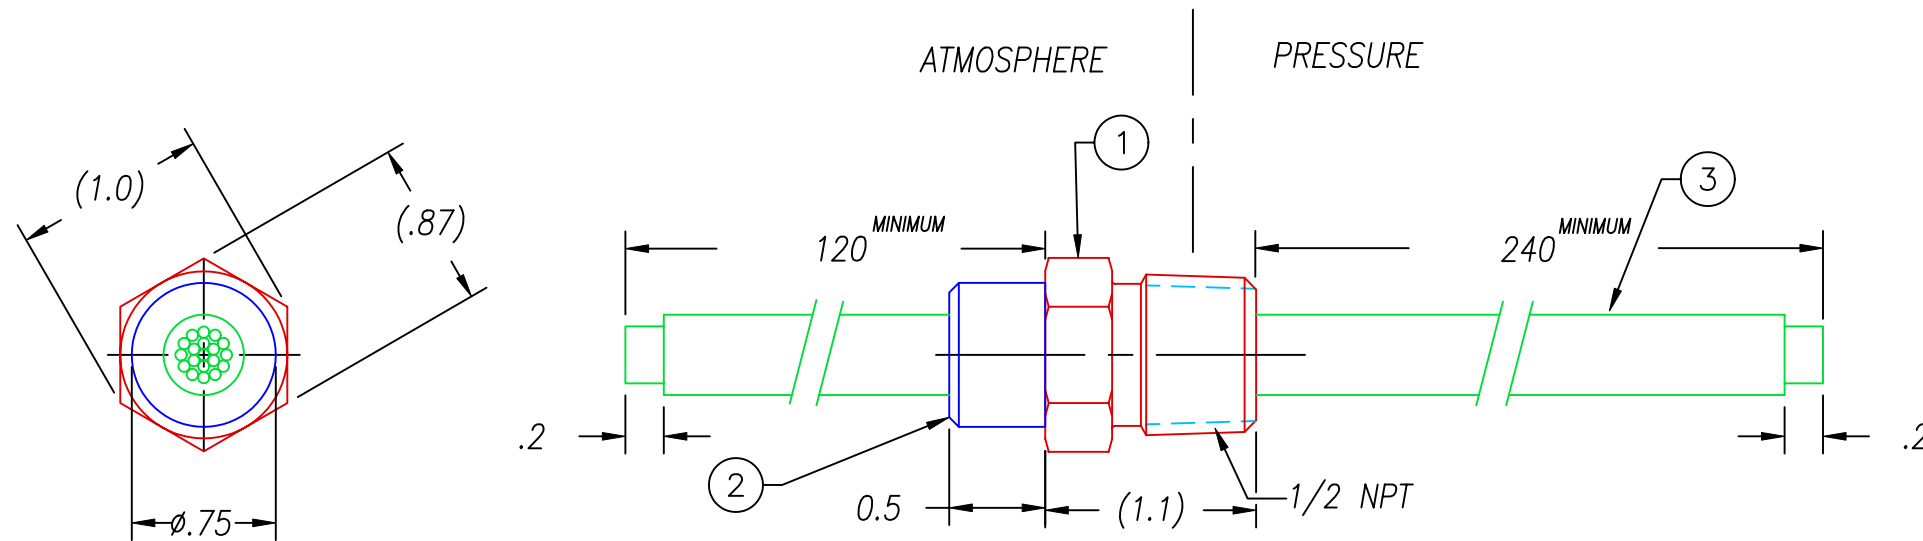 ATMOSPHERE
PRESSURE
1
3
(1.0)
(.87)
120 MINIMUM
240 MINIMUM
.2
.2
2
0.5
(1.1)
1/2 NPT
ø.75